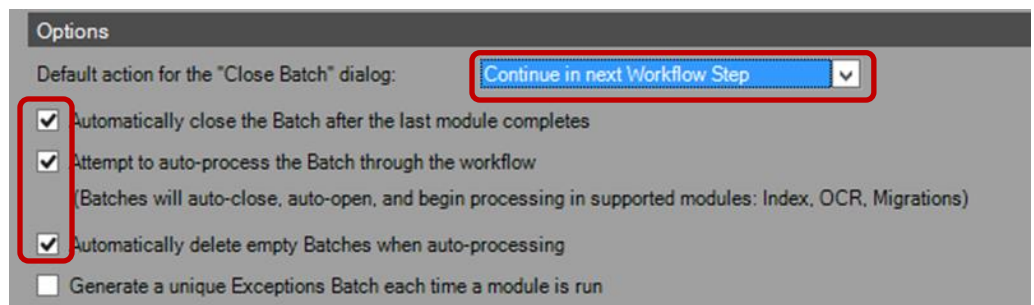 Options
Default action for the "Close Batch" dialog: Continue in next Workflow Step
Automatically close the Batch after the last module completes
Attempt to auto-process the Batch through the workflow
(Batches will auto-close, auto-open, and begin processing in supported modules: Index, OCR, Migrations)
Automatically delete empty Batches when auto-processing
Generate a unique Exceptions Batch each time a module is run